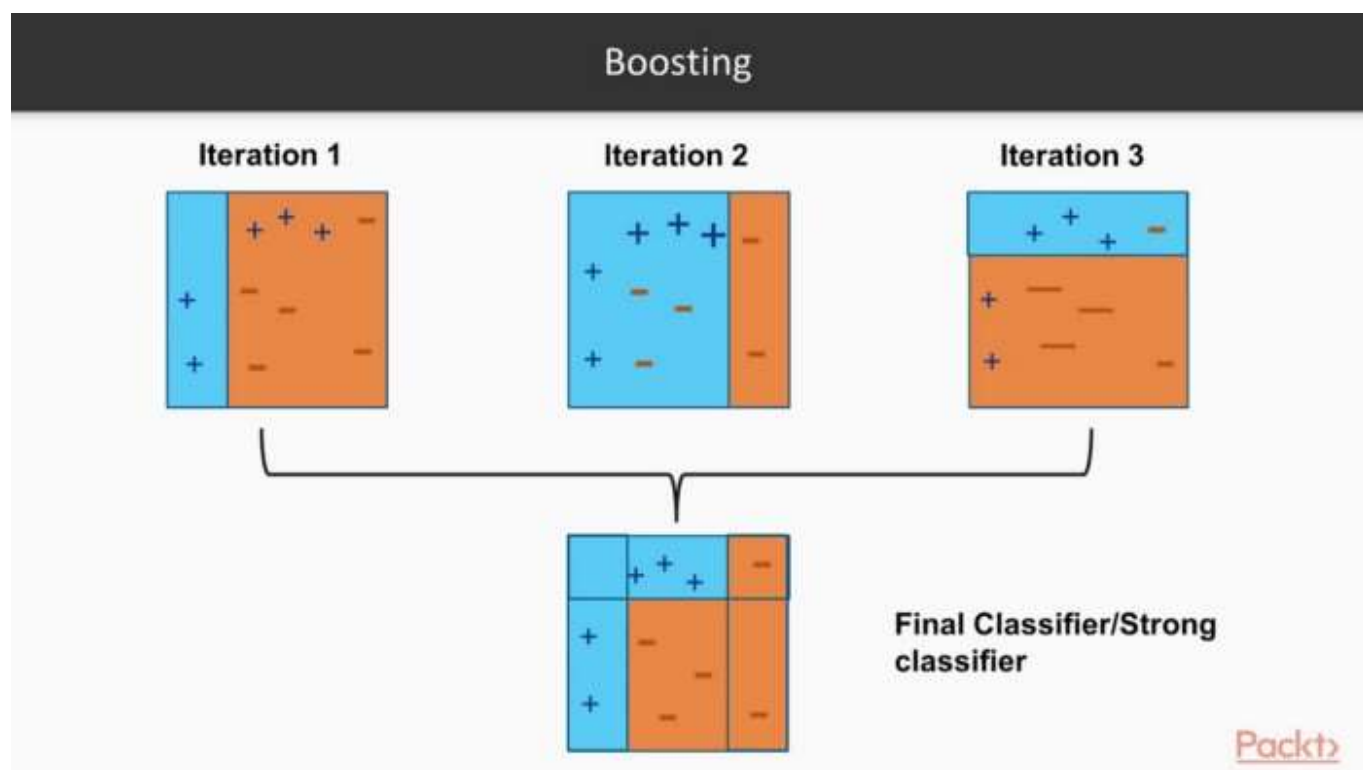 Boosting
Iteration 1
Iteration 2
Iteration 3
Final Classifier/Strong
classifier
Packt>